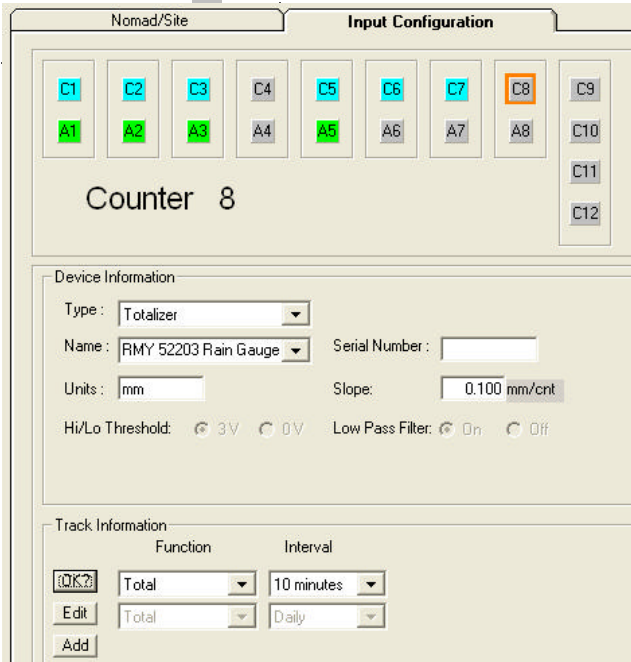 Nomad/Site Input Configuration
C1 C2 C3 C4 C5 C6 C7 C8 C9
A1 A2 A3 A4 A5 A6 A7 A8 C10
C11
Counter 8
C12
Device Information
Type : Totalizer
Name : RMY 52203 Rain Gauge Serial Number :
Units : mm Slope: 0.100 mm/cnt
Hi/Lo Threshold: 3 V 0 V Low Pass Filter: On Off
Track Information
Function Interval
OK? Total 10 minutes
Edit Total Daily
Add